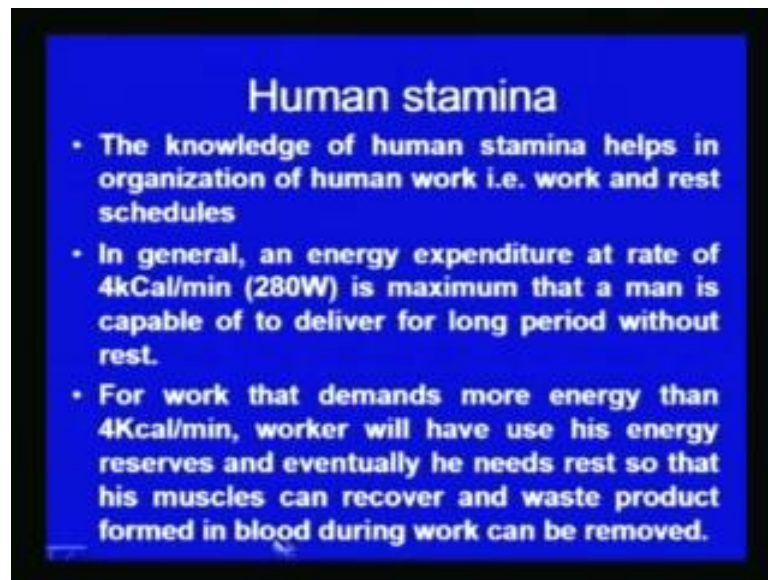 Human stamina
• The knowledge of human stamina helps in
organization of human work i.e. work and rest
schedules
• In general, an energy expenditure at rate of
4kCal/min (280W) is maximum that a man is
capable of to deliver for long period without
rest.
• For work that demands more energy than
4Kcal/min, worker will have use his energy
reserves and eventually he needs rest so that
his muscles can recover and waste product
formed in blood during work can be removed.